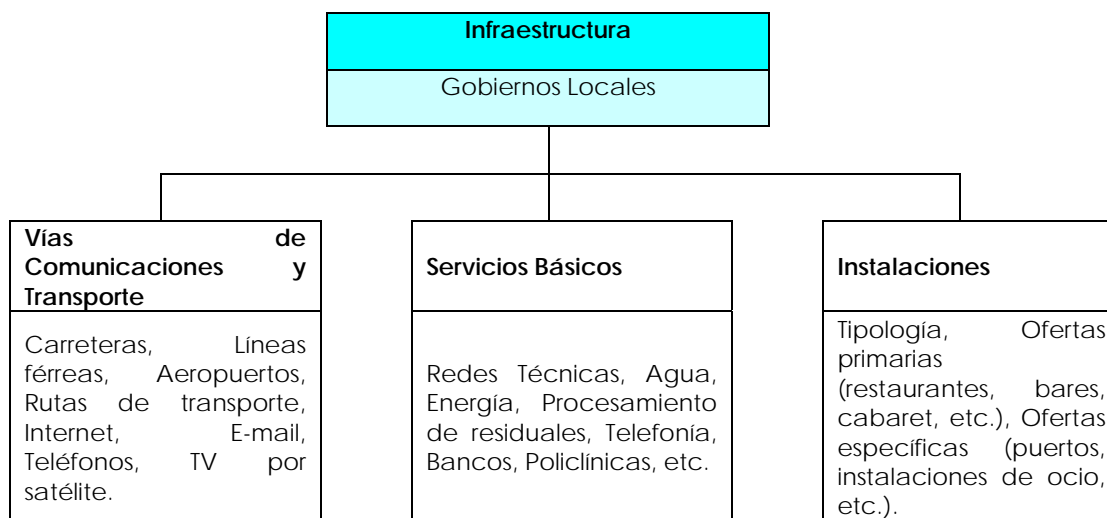 Infraestructura
Gobiernos Locales
Vías de
Comunicaciones y
Transporte
Carreteras, Líneas
férreas, Aeropuertos,
Rutas de transporte,
Internet, E-mail,
Teléfonos, TV por
satélite.
Servicios Básicos
Redes Técnicas, Agua,
Energía, Procesamiento
de residuales, Telefonía,
Bancos, Policlínicas, etc.
Instalaciones
Tipología, Ofertas
primarias
(restaurantes, bares,
cabaret, etc.), Ofertas
específicas (puertos,
instalaciones de ocio,
etc.).